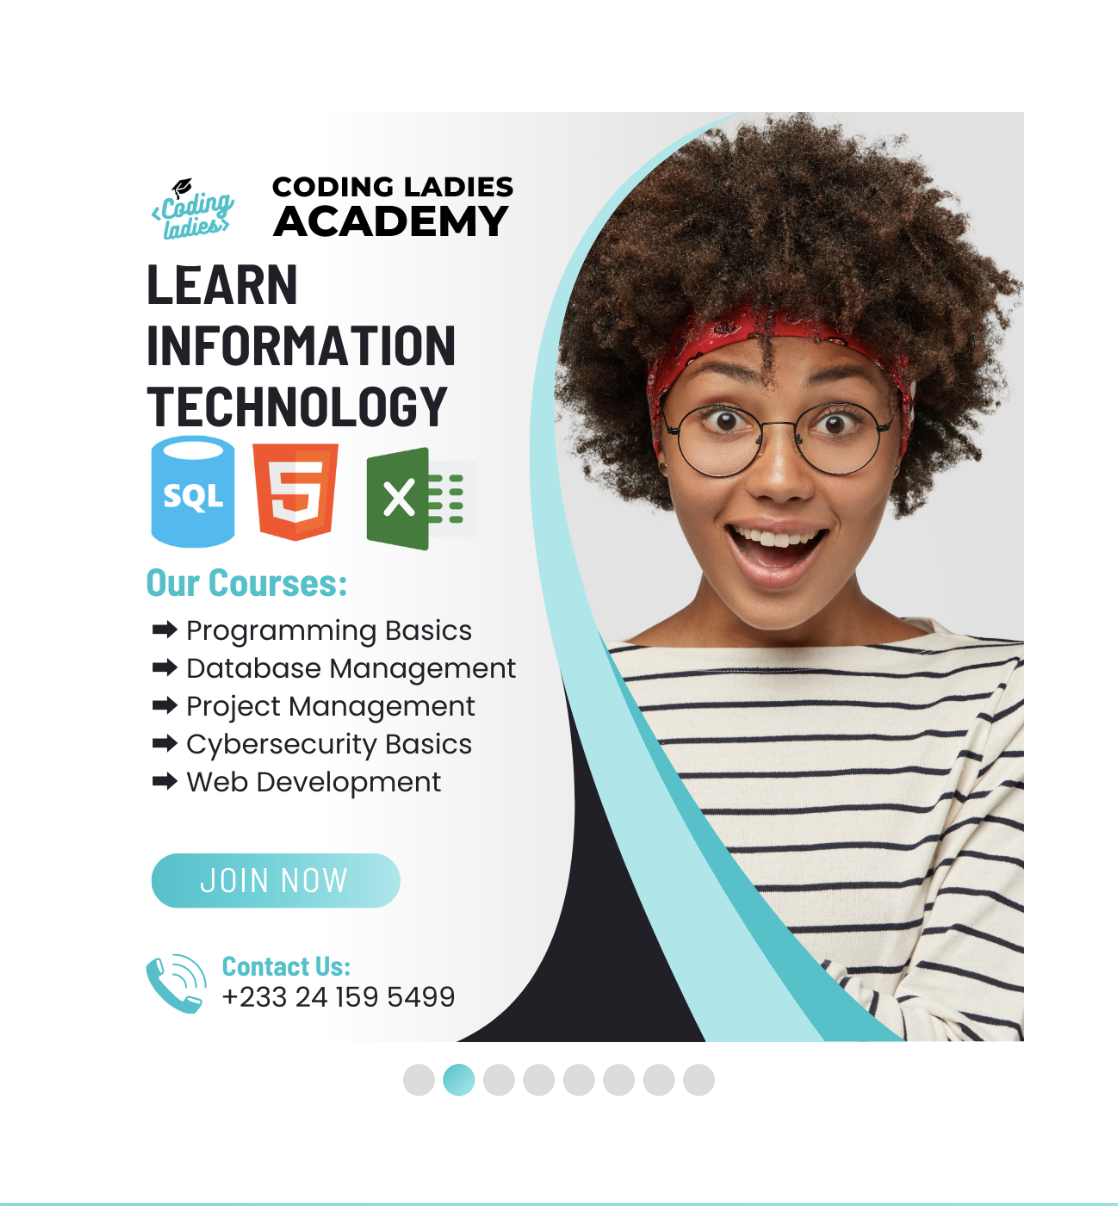 <Coding
ladies>
CODING LADIES
ACADEMY
LEARN
INFORMATION
TECHNOLOGY
SQL
5
X
Our Courses:
Programming Basics
Database Management
Project Management
Cybersecurity Basics
Web Development
JOIN NOW
Contact Us:
+233 24 159 5499